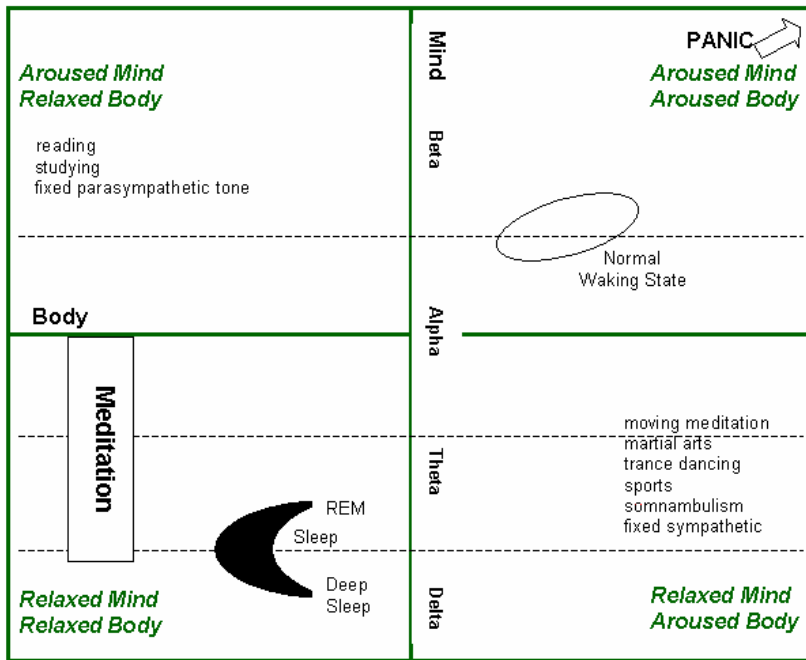 Aroused Mind
Relaxed Body
reading
studying
fixed parasympathetic tone
Body
Mind
Beta
Alpha
Theta
Delta
PANIC
Aroused Mind
Aroused Body
Normal
Waking State
Meditation
REM
Sleep
Deep
Sleep
Relaxed Mind
Relaxed Body
moving meditation
martial arts
trance dancing
sports
somnambulism
fixed sympathetic
Relaxed Mind
Aroused Body